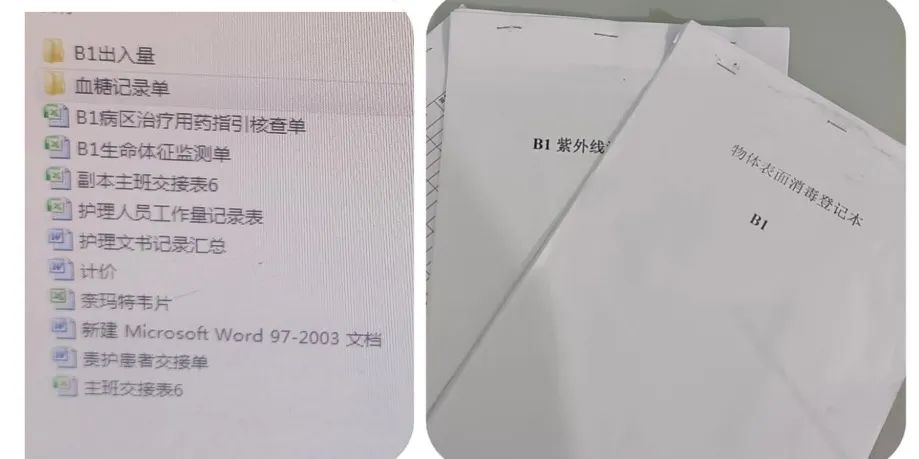 B1出入量
血糖记录单
B1病区治疗用药指引核查单
B1生命体征监测单
副本主班交接表6
护理人员工作量记录表
护理文书记录汇总
计价
奈玛特韦片
新建 Microsoft Word 97-2003 文档
责护患者交接单
主班交接表6
B1 紫外线
物体表面消毒登记本
B1